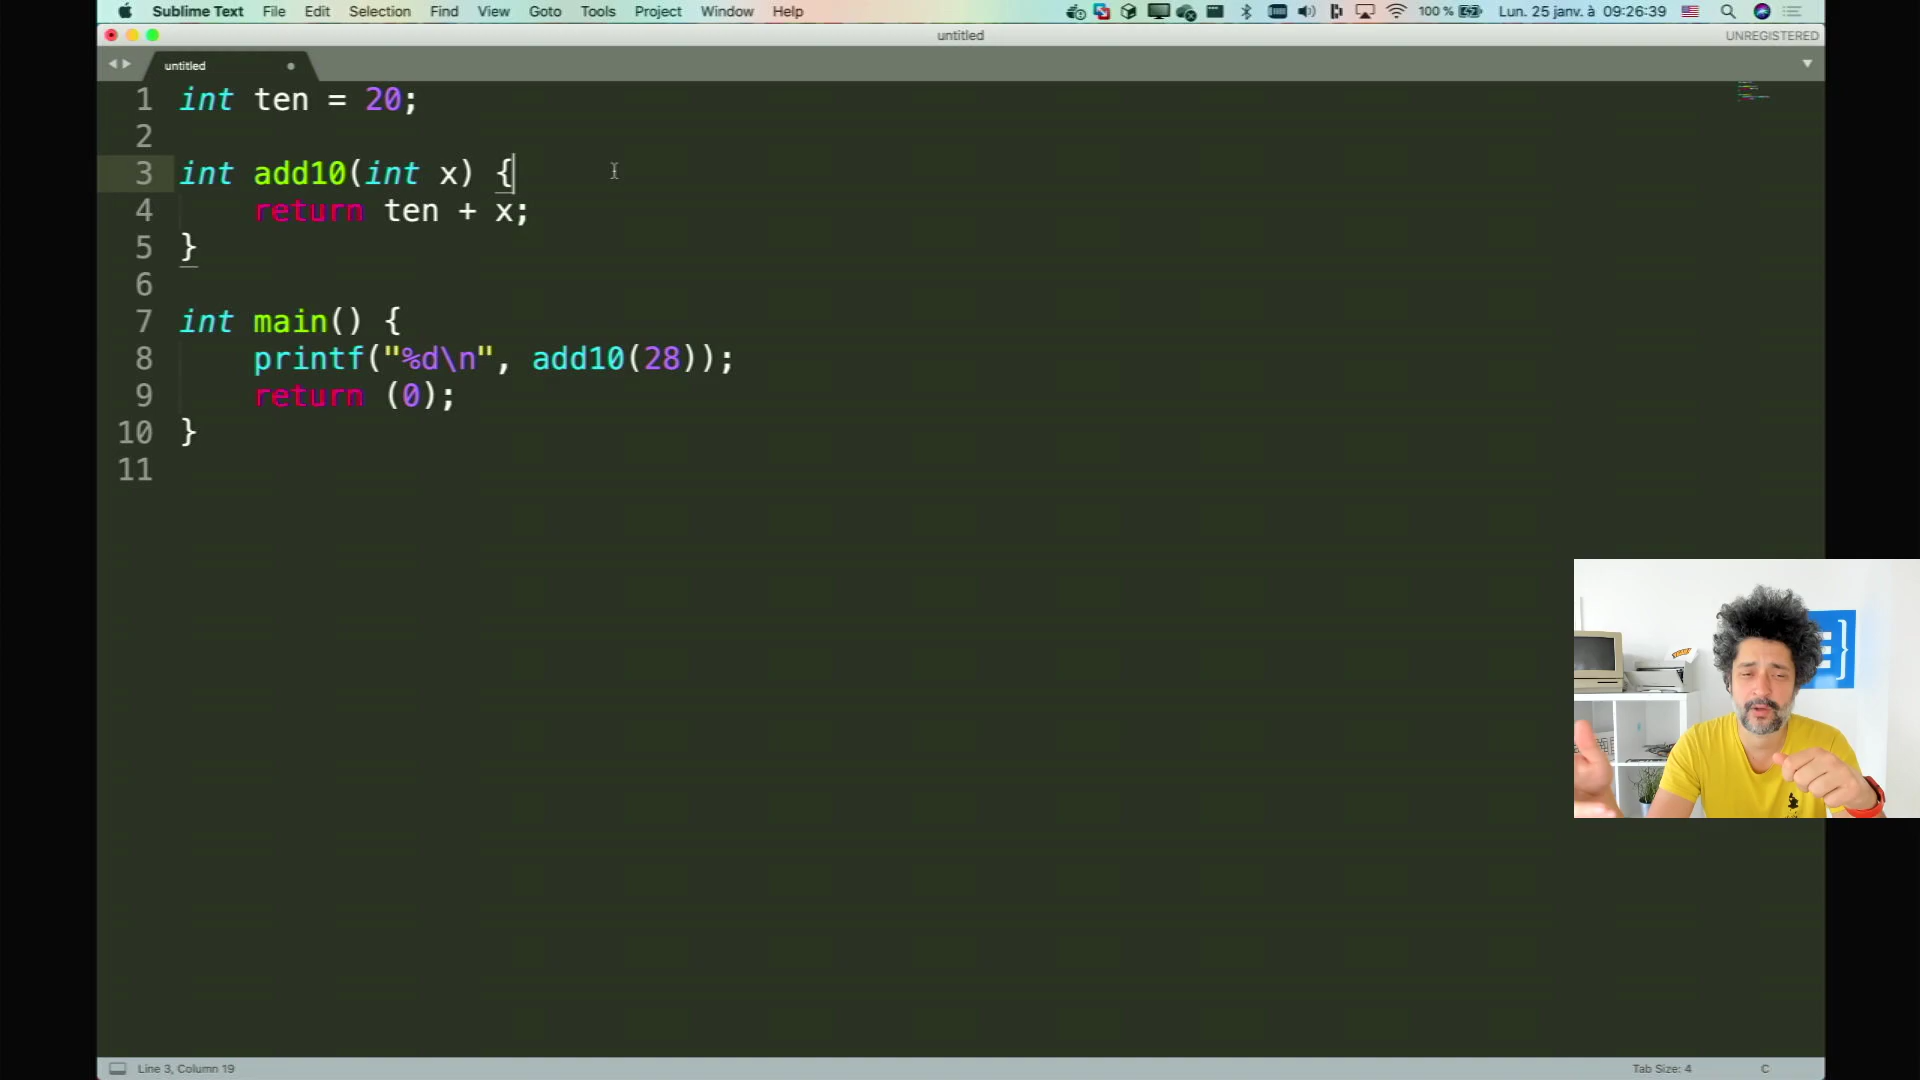 Sublime Text File Edit Selection Find View Goto Tools Project Window Help 100 % Lun. 25 janv. à 09:26:39
untitled UNREGISTERED
untitled
1 int ten = 20;
2
3 int add10(int x) {
4     return ten + x;
5 }
6
7 int main() {
8     printf("%d\n", add10(28));
9     return (0);
10 }
11
Line 3, Column 19 Tab Size: 4 C